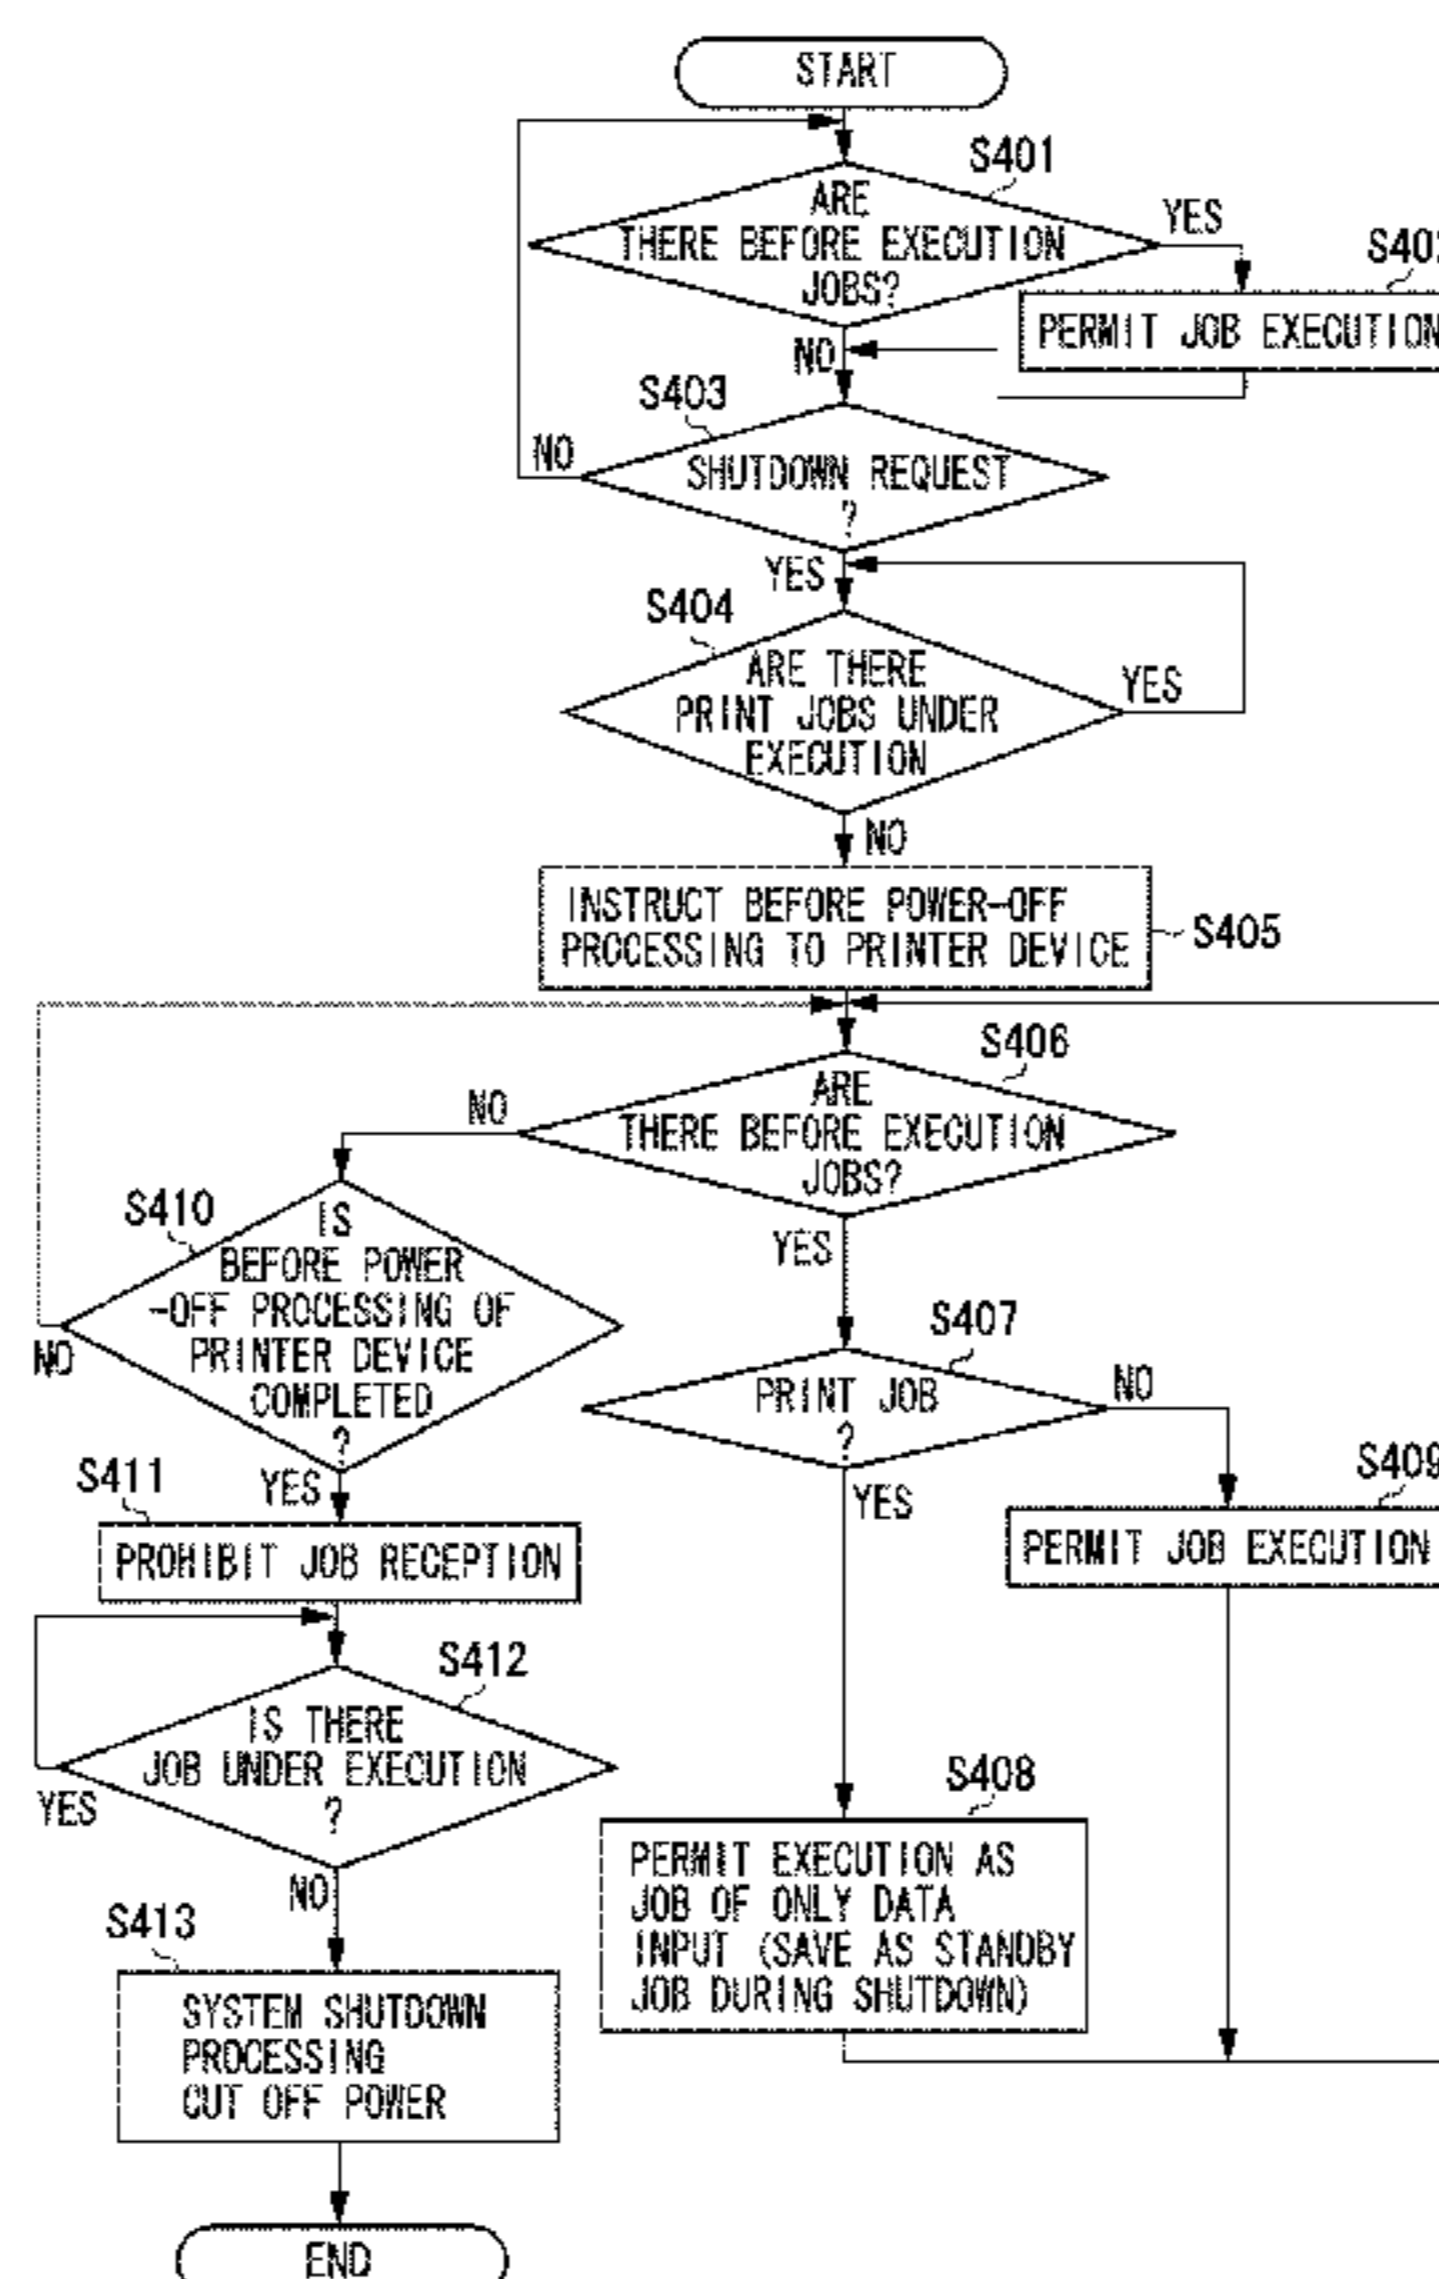 START
S401
ARE
THERE BEFORE EXECUTION
JOBS?
YES
PERMIT JOB EXECUTION
NO
S403
NO
SHUTDOWN REQUEST
?
YES
S404
ARE THERE
PRINT JOBS UNDER
EXECUTION
YES
NO
INSTRUCT BEFORE POWER-OFF
PROCESSING TO PRINTER DEVICE
S405
S406
ARE
THERE BEFORE EXECUTION
JOBS?
NO
YES
S410
IS
BEFORE POWER
-OFF PROCESSING OF
PRINTER DEVICE
COMPLETED
?
NO
YES
S407
PRINT JOB
?
NO
YES
S409
PERMIT JOB EXECUTION
S411
PROHIBIT JOB RECEPTION
S412
IS THERE
JOB UNDER EXECUTION
?
YES
NO
S408
PERMIT EXECUTION AS
JOB OF ONLY DATA
INPUT (SAVE AS STANDBY
JOB DURING SHUTDOWN)
S413
SYSTEM SHUTDOWN
PROCESSING
CUT OFF POWER
END